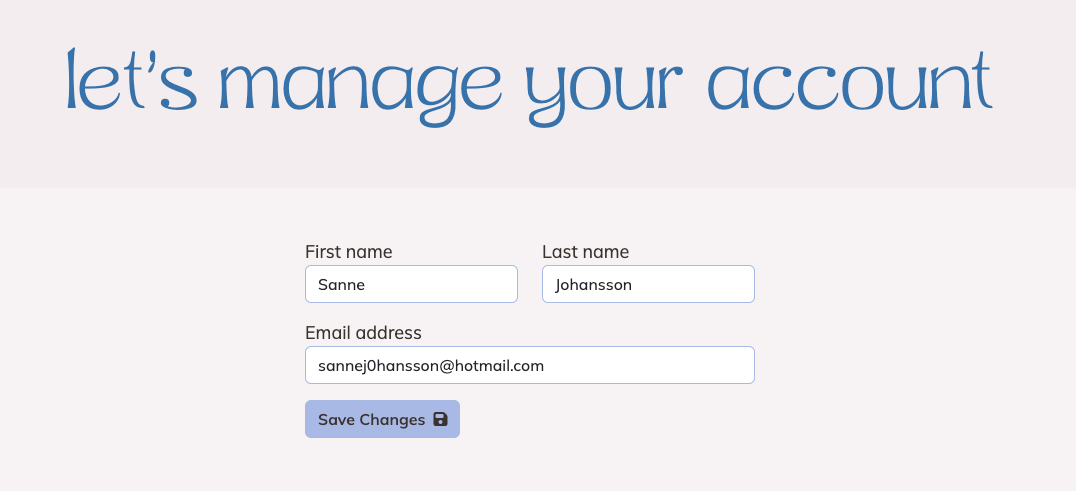 let's manage your account
First name Last name
Sanne Johansson
Email address
sannej0hansson@hotmail.com
Save Changes